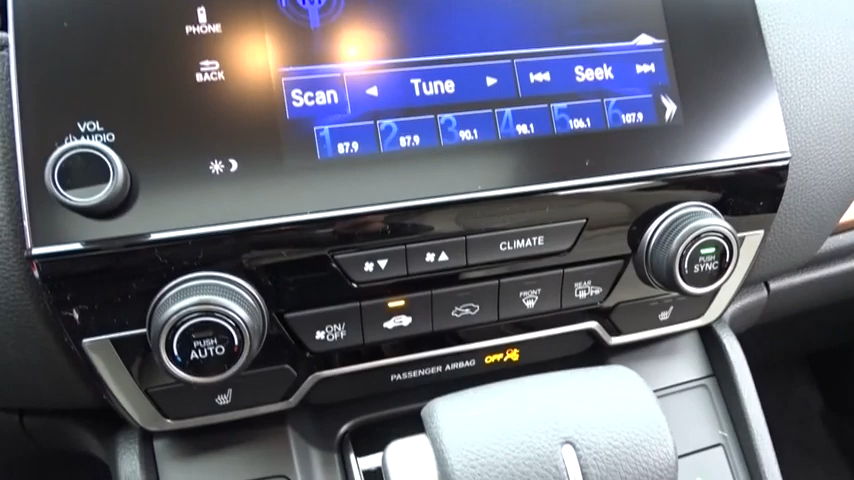 PHONE
BACK
VOL
AUDIO
Scan
Tune
Seek
1 87.9
2 87.9
3 90.1
4 98.1
5 106.1
6 107.9
CLIMATE
PUSH
SYNC
PUSH
AUTO
ON/
OFF
FRONT
REAR
PASSENGER AIRBAG OFF